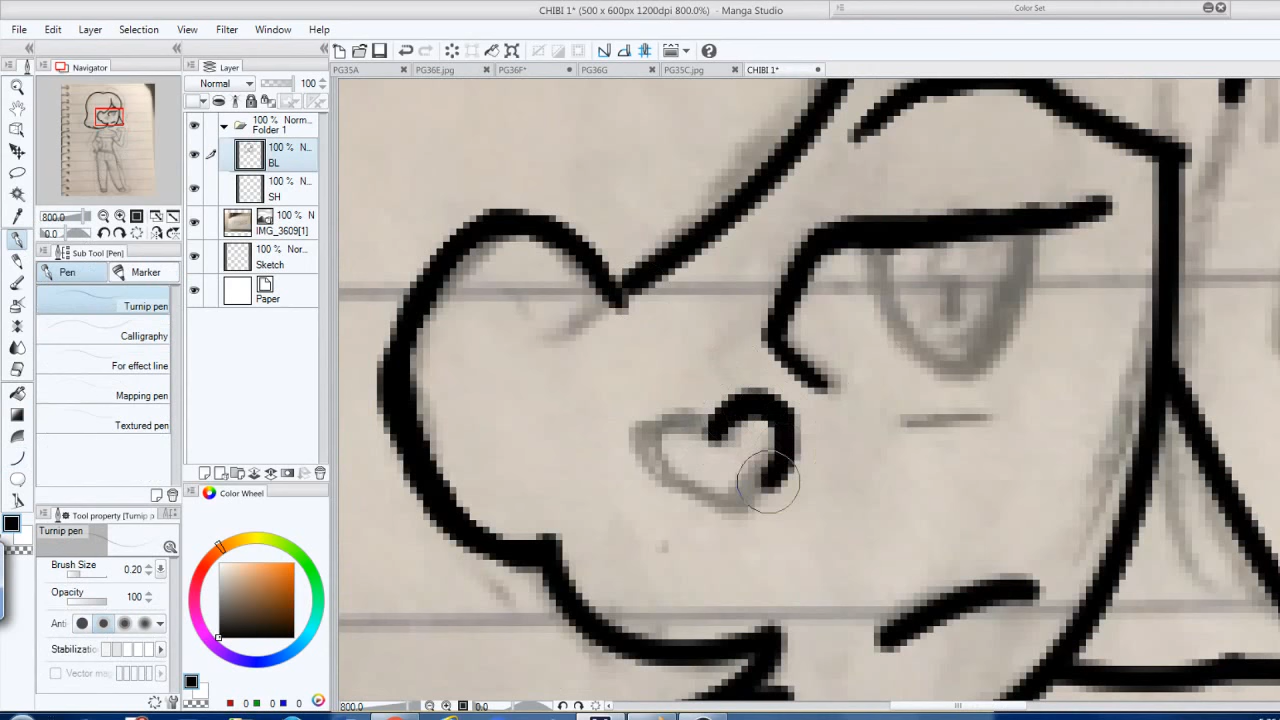 CHIBI 1* (500 x 600px 1200dpi 800.0%) - Manga Studio
Color Set
File Edit Layer Selection View Filter Window Help
PG35A PG36E.jpg PG36F* PG36G PG35C.jpg CHIBI 1*
Navigator
Layer
Normal 100
100 % Norm...
Folder 1
100 % N...
BL
100 % N...
SH
100 % N
IMG_3609[1]
100 % Nor...
Sketch
Paper
800.0
0.0
Sub Tool [Pen]
Pen Marker
Turnip pen
Calligraphy
For effect line
Mapping pen
Textured pen
Color Wheel
Tool property [Turnip p
Turnip pen
Brush Size 0.20
Opacity 100
Anti
Stabilizatio
Vector mag
0 0 0
800.0 0.0